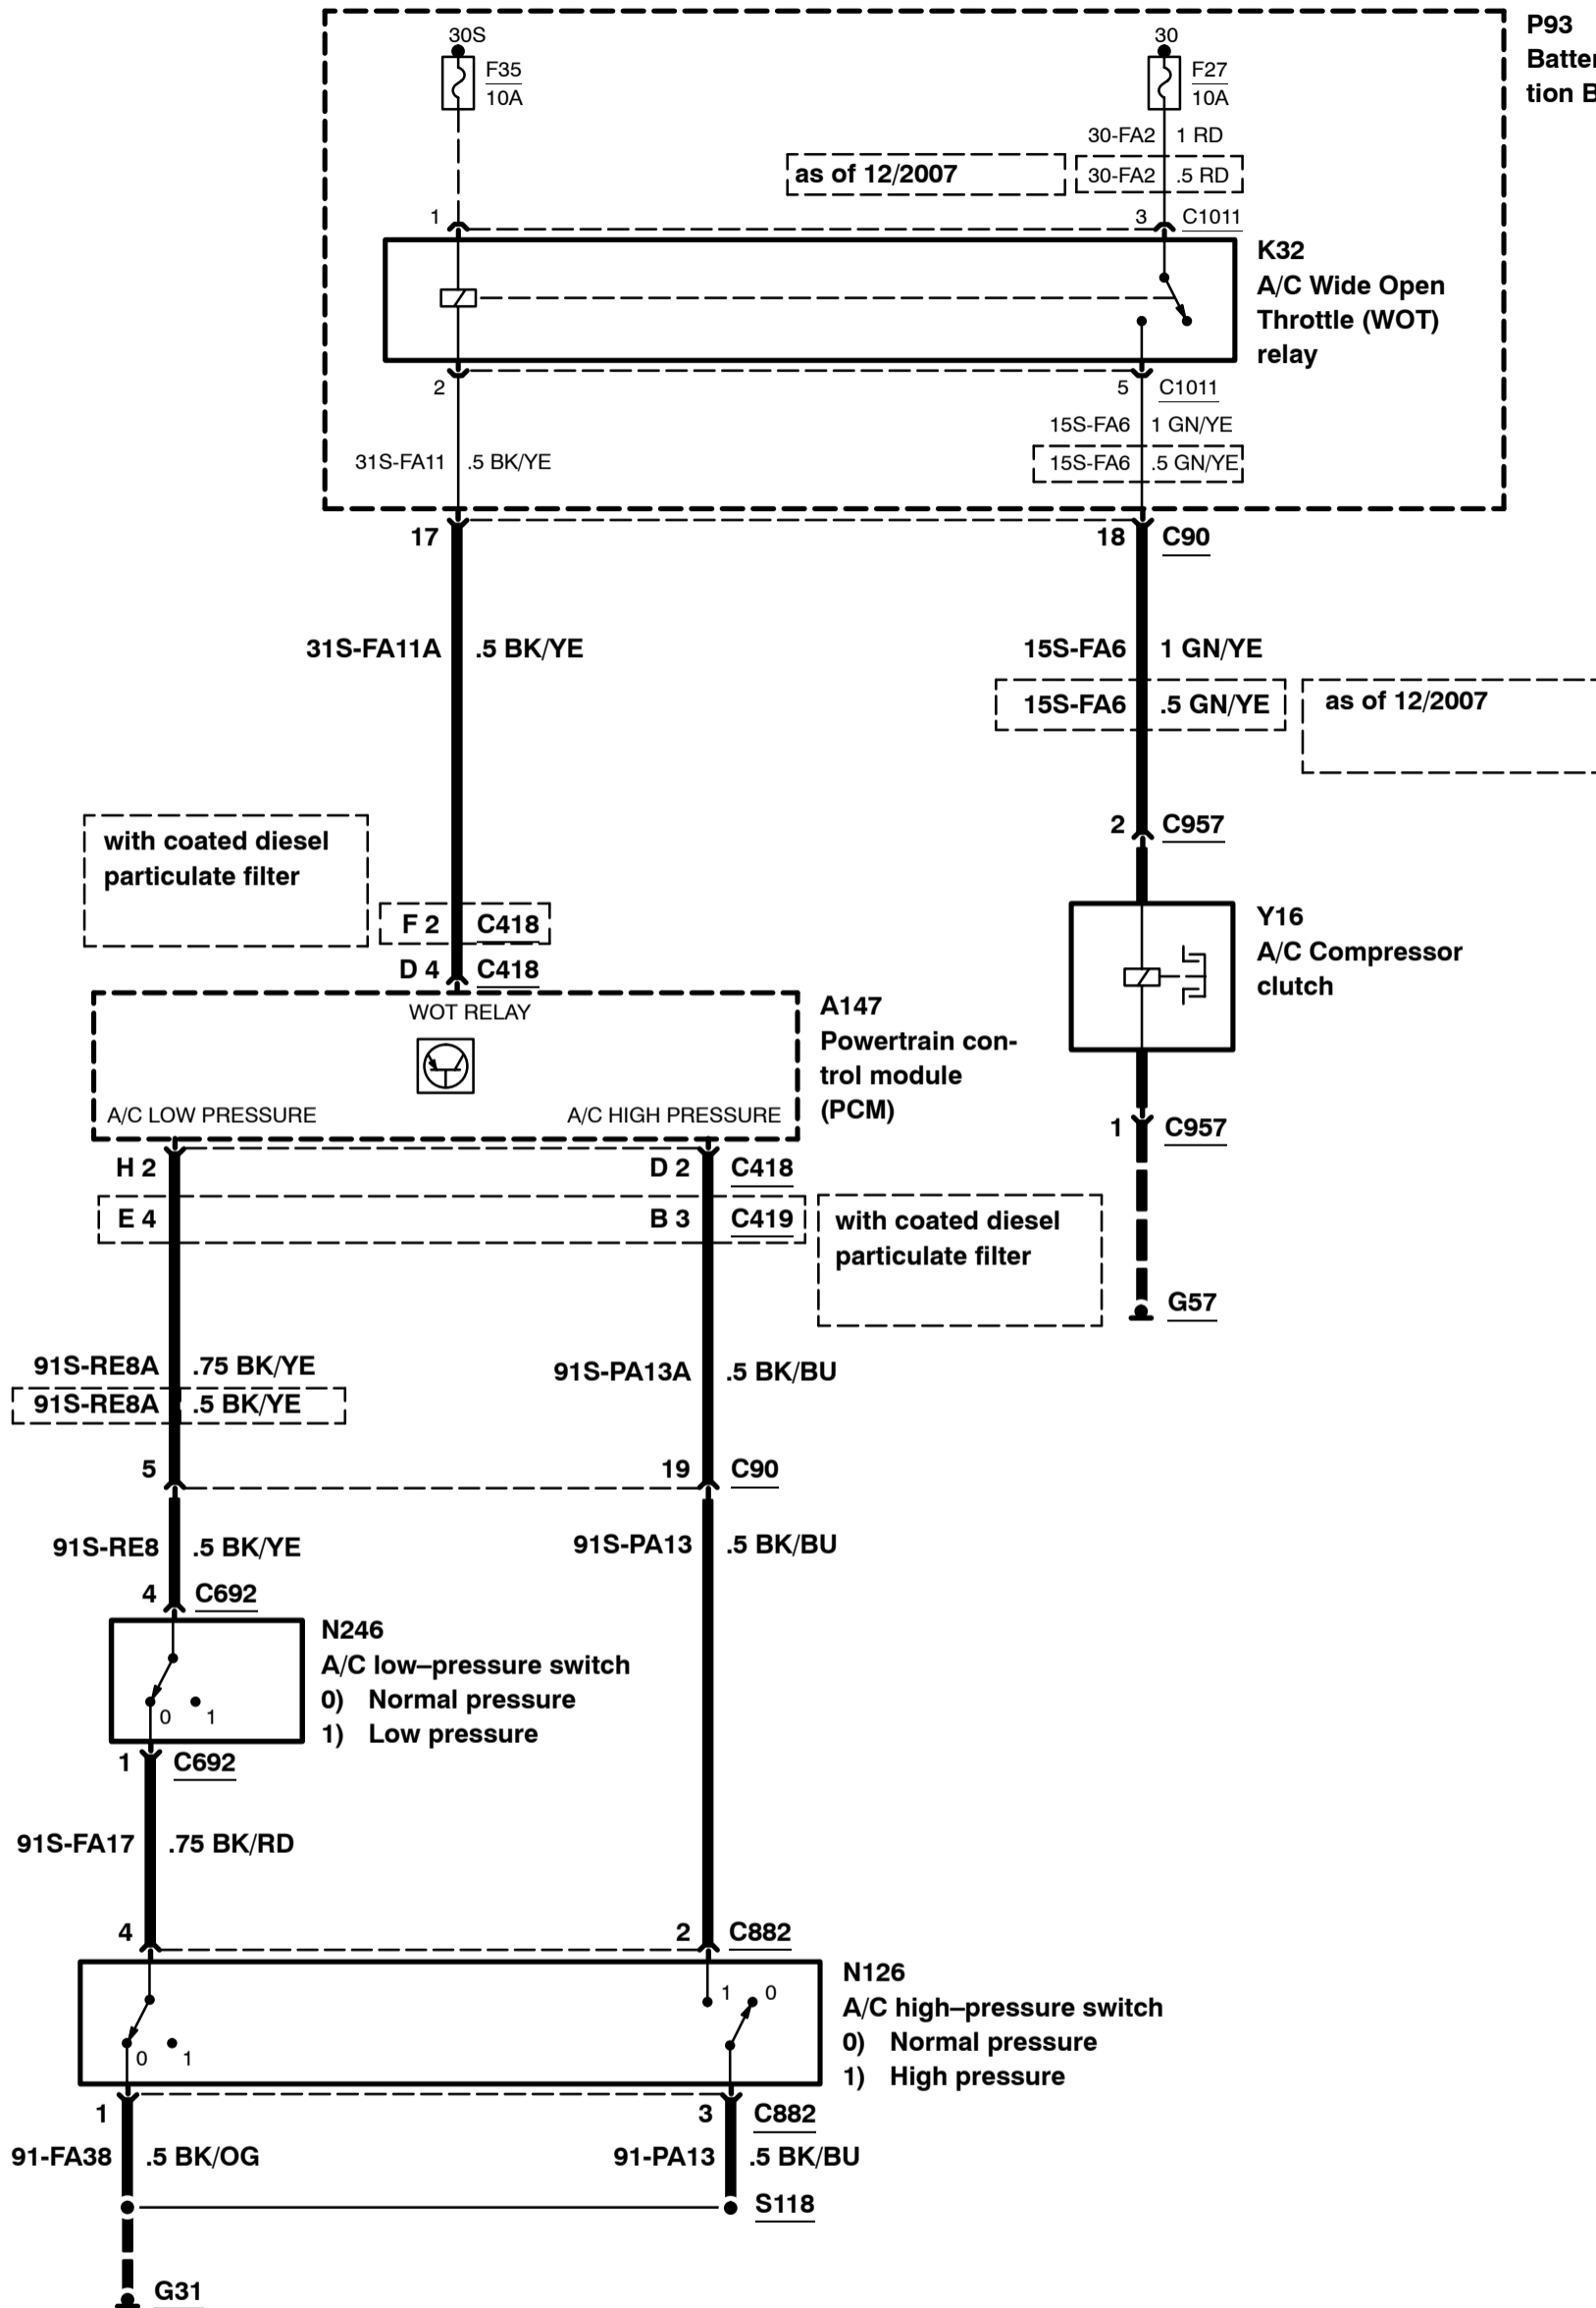 30S
30
P93
F35
10A
F27
10A
30-FA2 1 RD
as of 12/2007
30-FA2 .5 RD
1
3 C1011
K32
A/C Wide Open
Throttle (WOT)
relay
2
5 C1011
15S-FA6 1 GN/YE
31S-FA11 .5 BK/YE
15S-FA6 .5 GN/YE
17
18 C90
31S-FA11A .5 BK/YE
15S-FA6 1 GN/YE
15S-FA6 .5 GN/YE
as of 12/2007
2 C957
with coated diesel
particulate filter
F 2 C418
D 4 C418
Y16
A/C Compressor
clutch
WOT RELAY
A/C LOW PRESSURE
A/C HIGH PRESSURE
A147
Powertrain con-
trol module
(PCM)
1 C957
H 2
D 2 C418
E 4
B 3 C419
with coated diesel
particulate filter
G57
91S-RE8A .75 BK/YE
91S-RE8A .5 BK/YE
91S-PA13A .5 BK/BU
5
19 C90
91S-RE8 .5 BK/YE
91S-PA13 .5 BK/BU
4 C692
N246
A/C low–pressure switch
0) Normal pressure
1) Low pressure
0 1
1 C692
91S-FA17 .75 BK/RD
4
2 C882
1 0
0 1
N126
A/C high–pressure switch
0) Normal pressure
1) High pressure
1
3 C882
91-FA38 .5 BK/OG
91-PA13 .5 BK/BU
S118
G31